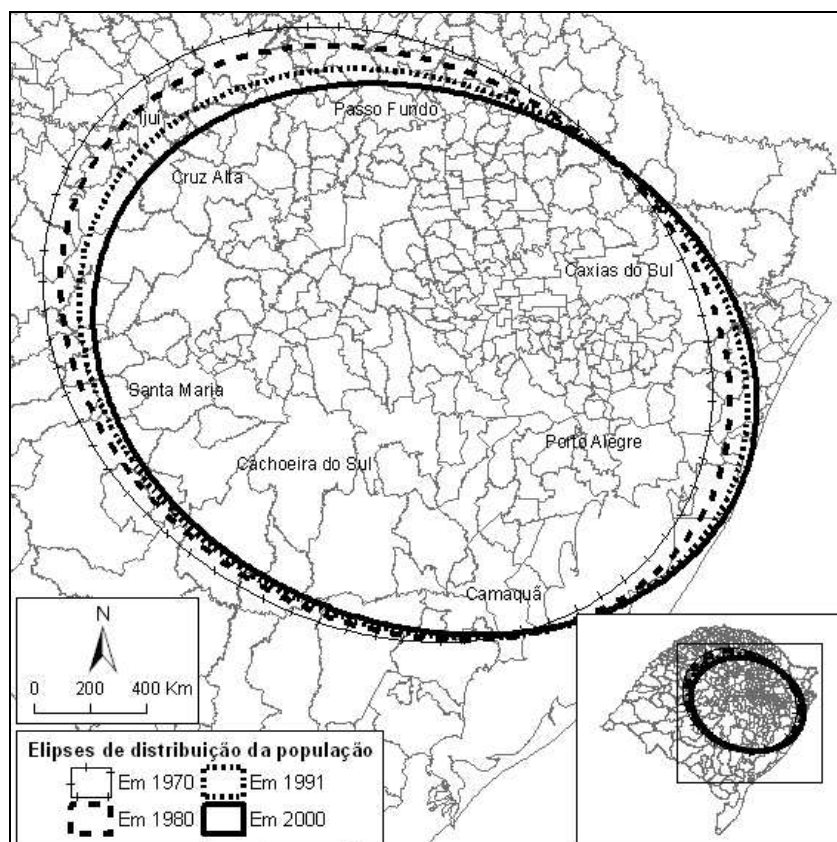 Ijuí
Passo Fundo
Cruz Alta
Caxias do Sul
Santa Maria
Porto Alegre
Cachoeira do Sul
Camaquã
N
0 200 400 Km
Elipses de distribuição da população
Em 1970 Em 1991
Em 1980 Em 2000